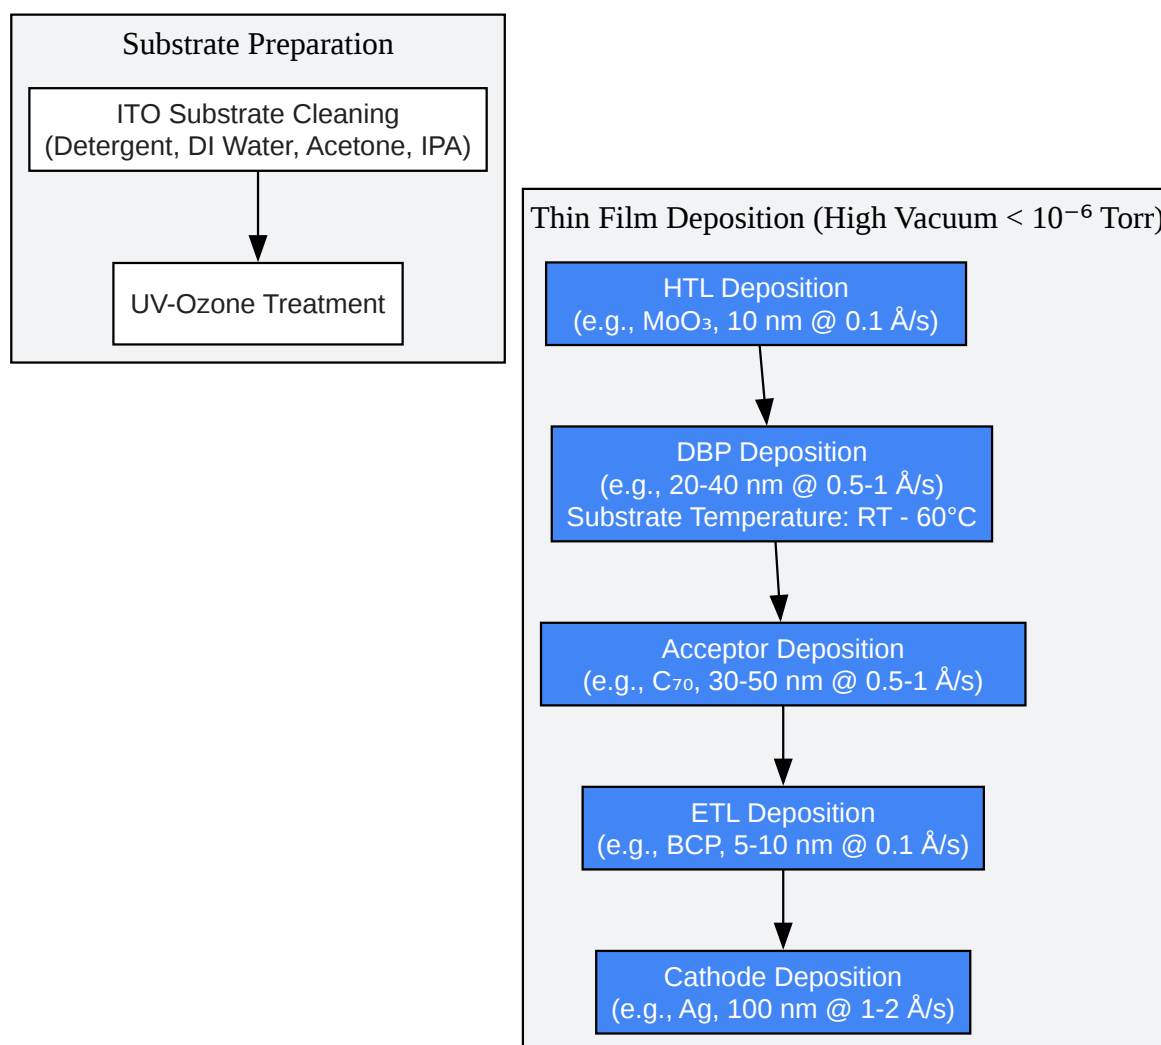 Substrate Preparation
ITO Substrate Cleaning
(Detergent, DI Water, Acetone, IPA)
UV-Ozone Treatment
Thin Film Deposition (High Vacuum < 10⁻⁶ Torr)
HTL Deposition
(e.g., MoO₃, 10 nm @ 0.1 Å/s)
DBP Deposition
(e.g., 20-40 nm @ 0.5-1 Å/s)
Substrate Temperature: RT - 60°C
Acceptor Deposition
(e.g., C₇₀, 30-50 nm @ 0.5-1 Å/s)
ETL Deposition
(e.g., BCP, 5-10 nm @ 0.1 Å/s)
Cathode Deposition
(e.g., Ag, 100 nm @ 1-2 Å/s)